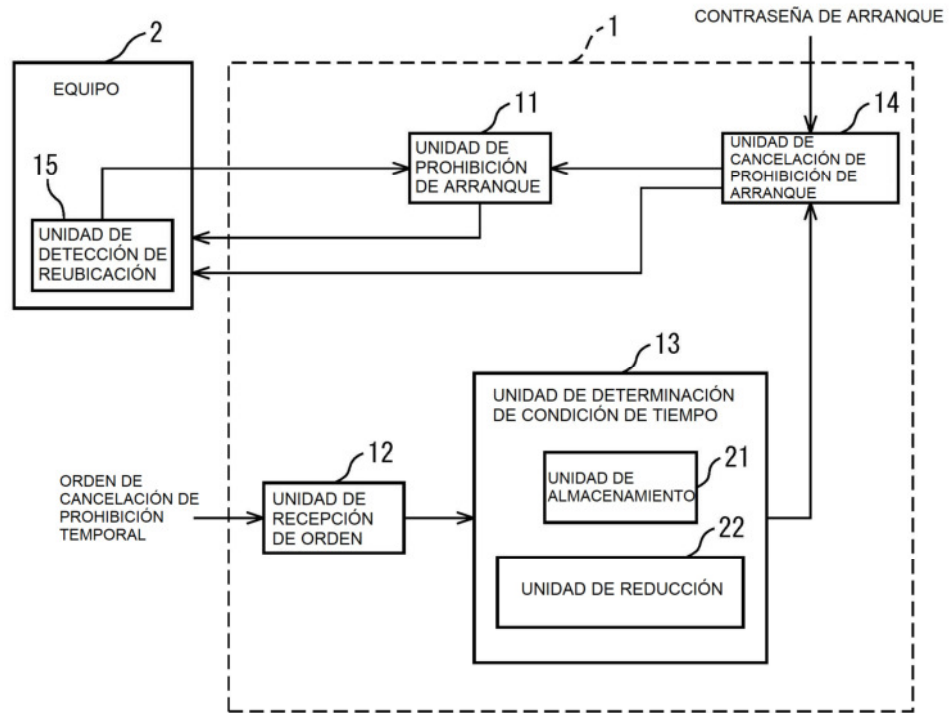 CONTRASEÑA DE ARRANQUE
2
1
EQUIPO
11
14
UNIDAD DE
PROHIBICIÓN
DE ARRANQUE
UNIDAD DE
CANCELACIÓN DE
PROHIBICIÓN DE
ARRANQUE
15
UNIDAD DE
DETECCIÓN DE
REUBICACIÓN
13
UNIDAD DE DETERMINACIÓN
DE CONDICIÓN DE TIEMPO
12
21
ORDEN DE
CANCELACIÓN DE
PROHIBICIÓN
TEMPORAL
UNIDAD DE
RECEPCIÓN
DE ORDEN
UNIDAD DE
ALMACENAMIENTO
22
UNIDAD DE REDUCCIÓN